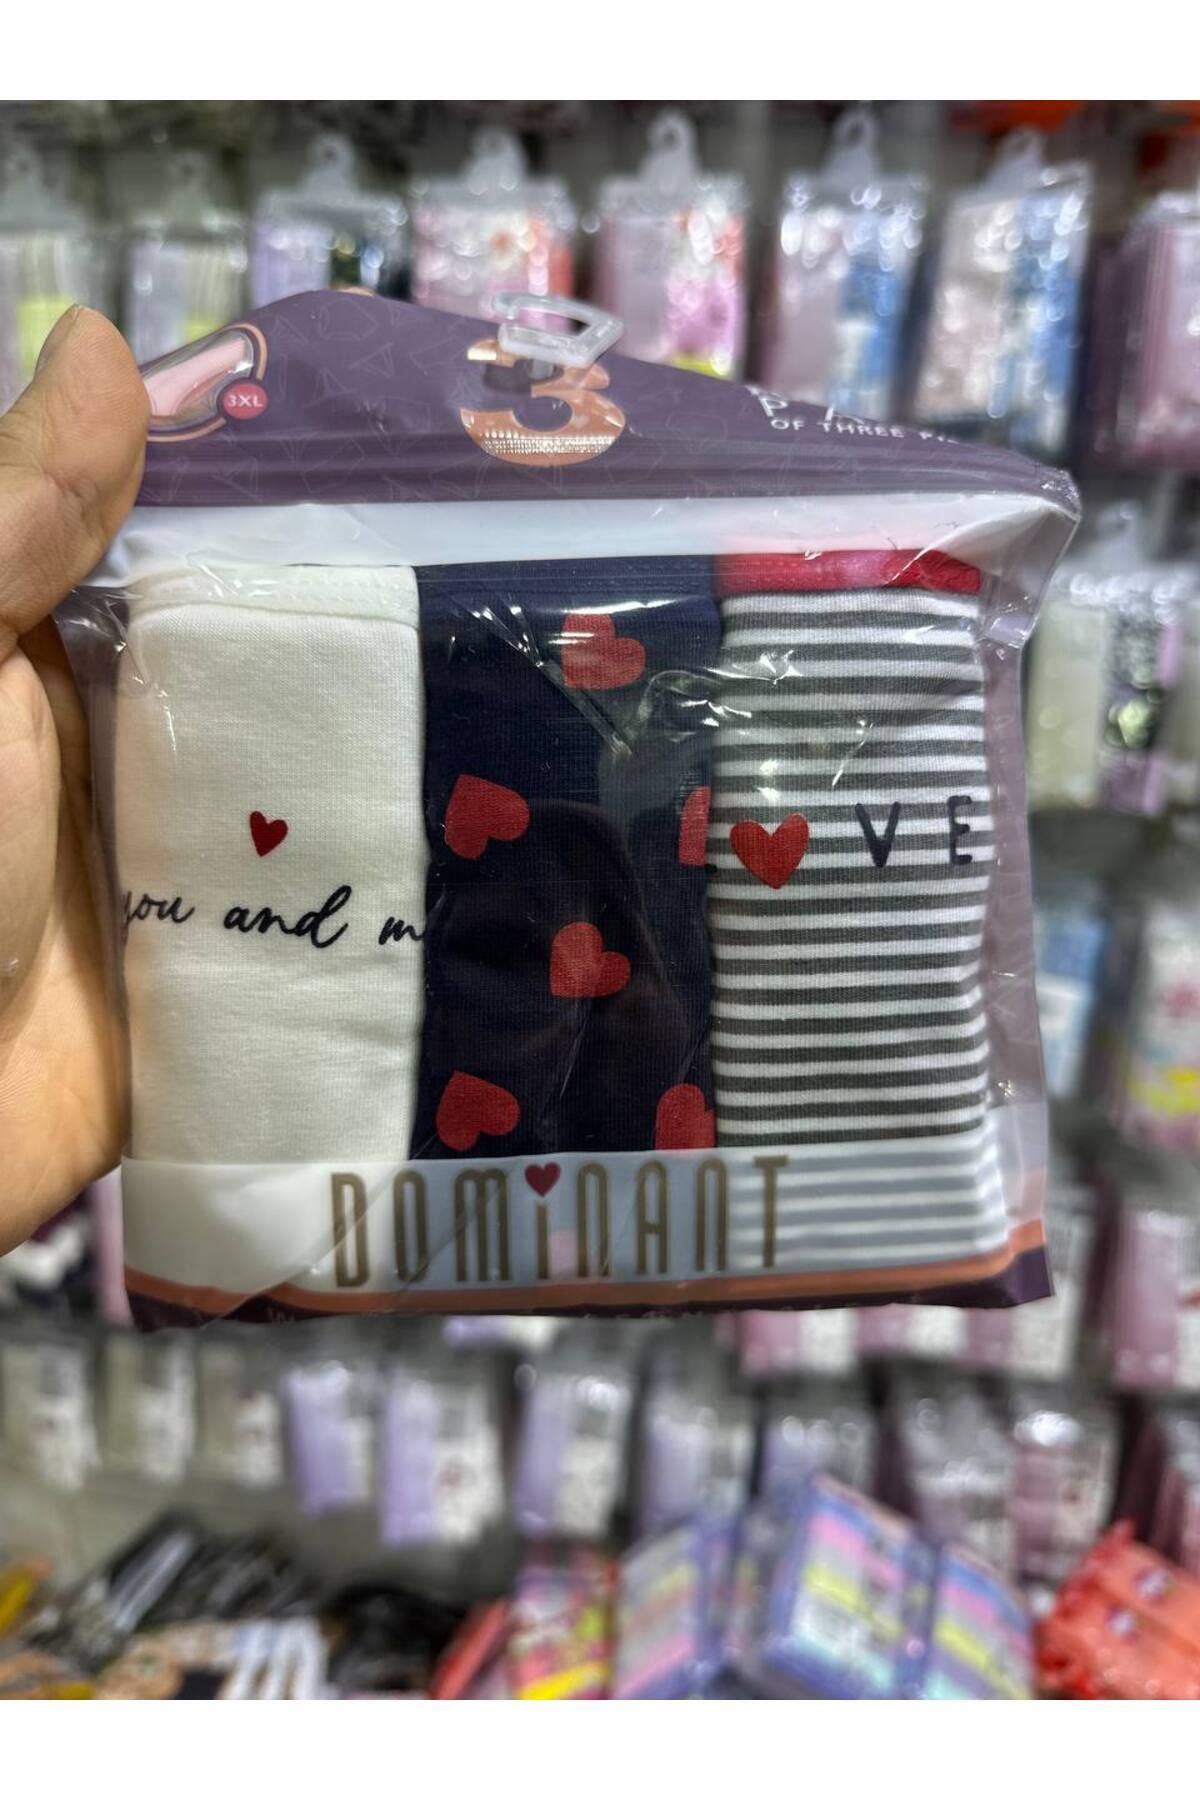 3XL
3
OF THREE
you and m
VE
DOMiNANT